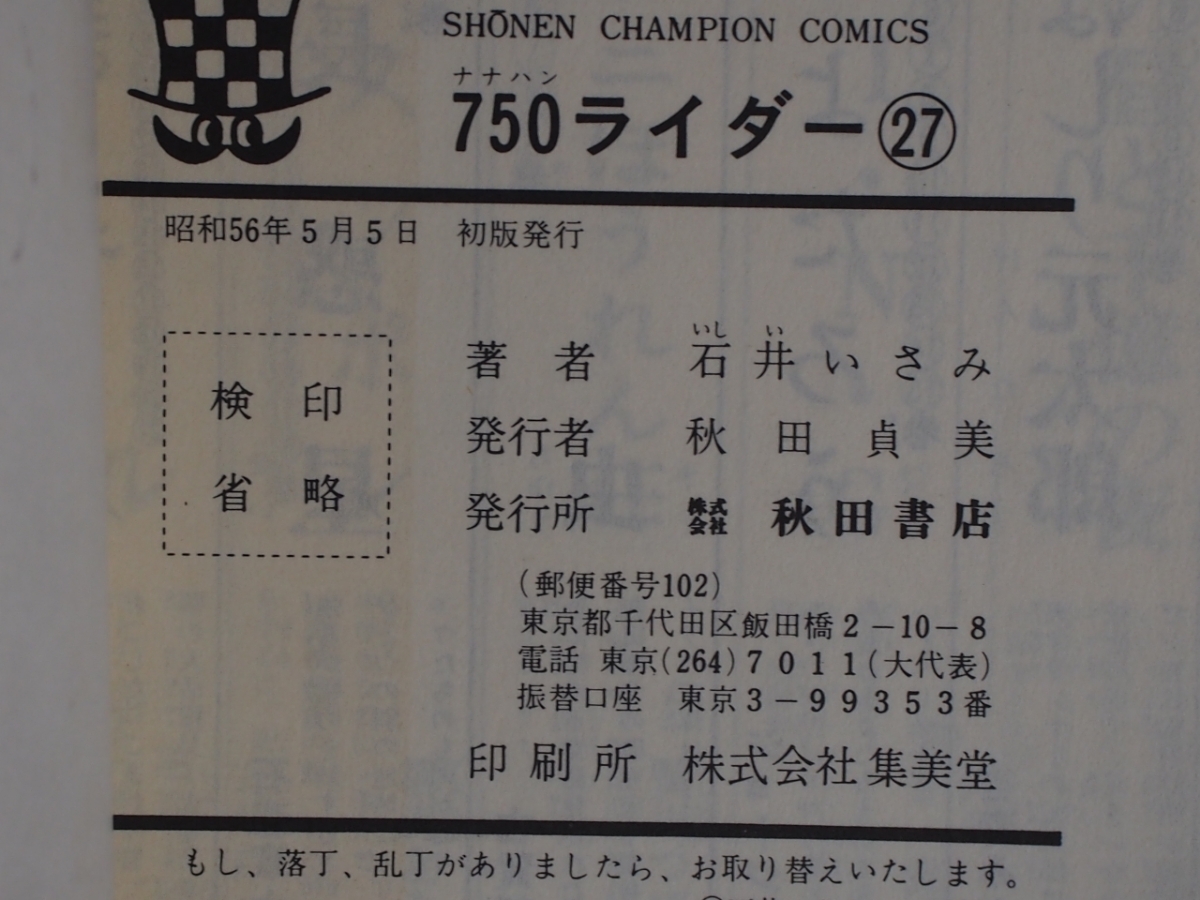 SHŌNEN CHAMPION COMICS
ナナハン
750ライダー㉗
昭和56年5月5日 初版発行
検印
省略
いし い
著者 石井いさみ
発行者 秋田貞美
発行所 株式会社 秋田書店
(郵便番号102)
東京都千代田区飯田橋2-10-8
電話 東京(264)7011(大代表)
振替口座 東京3-99353番
印刷所 株式会社集美堂
もし、落丁、乱丁がありましたら、お取り替えいたします。